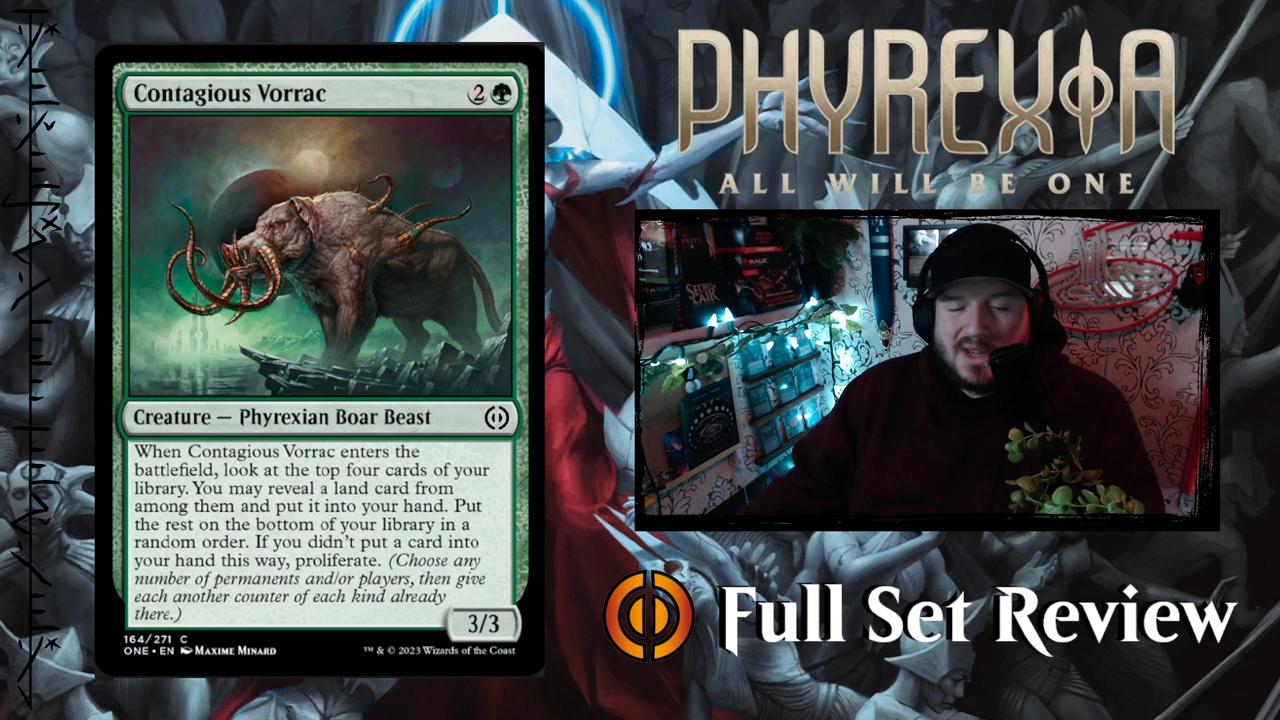 Contagious Vorrac
2
Creature — Phyrexian Boar Beast
When Contagious Vorrac enters the
battlefield, look at the top four cards of your
library. You may reveal a land card from
among them and put it into your hand. Put
the rest on the bottom of your library in a
random order. If you didn't put a card into
your hand this way, proliferate. (Choose any
number of permanents and/or players, then give
each another counter of each kind already
there.)
3/3
164/271 C
ONE • EN Maxime Minard
™ & © 2023 Wizards of the Coast
PHYREXIA
ALL WILL BE ONE
MAGIC
SECRET
LAIR
Full Set Review